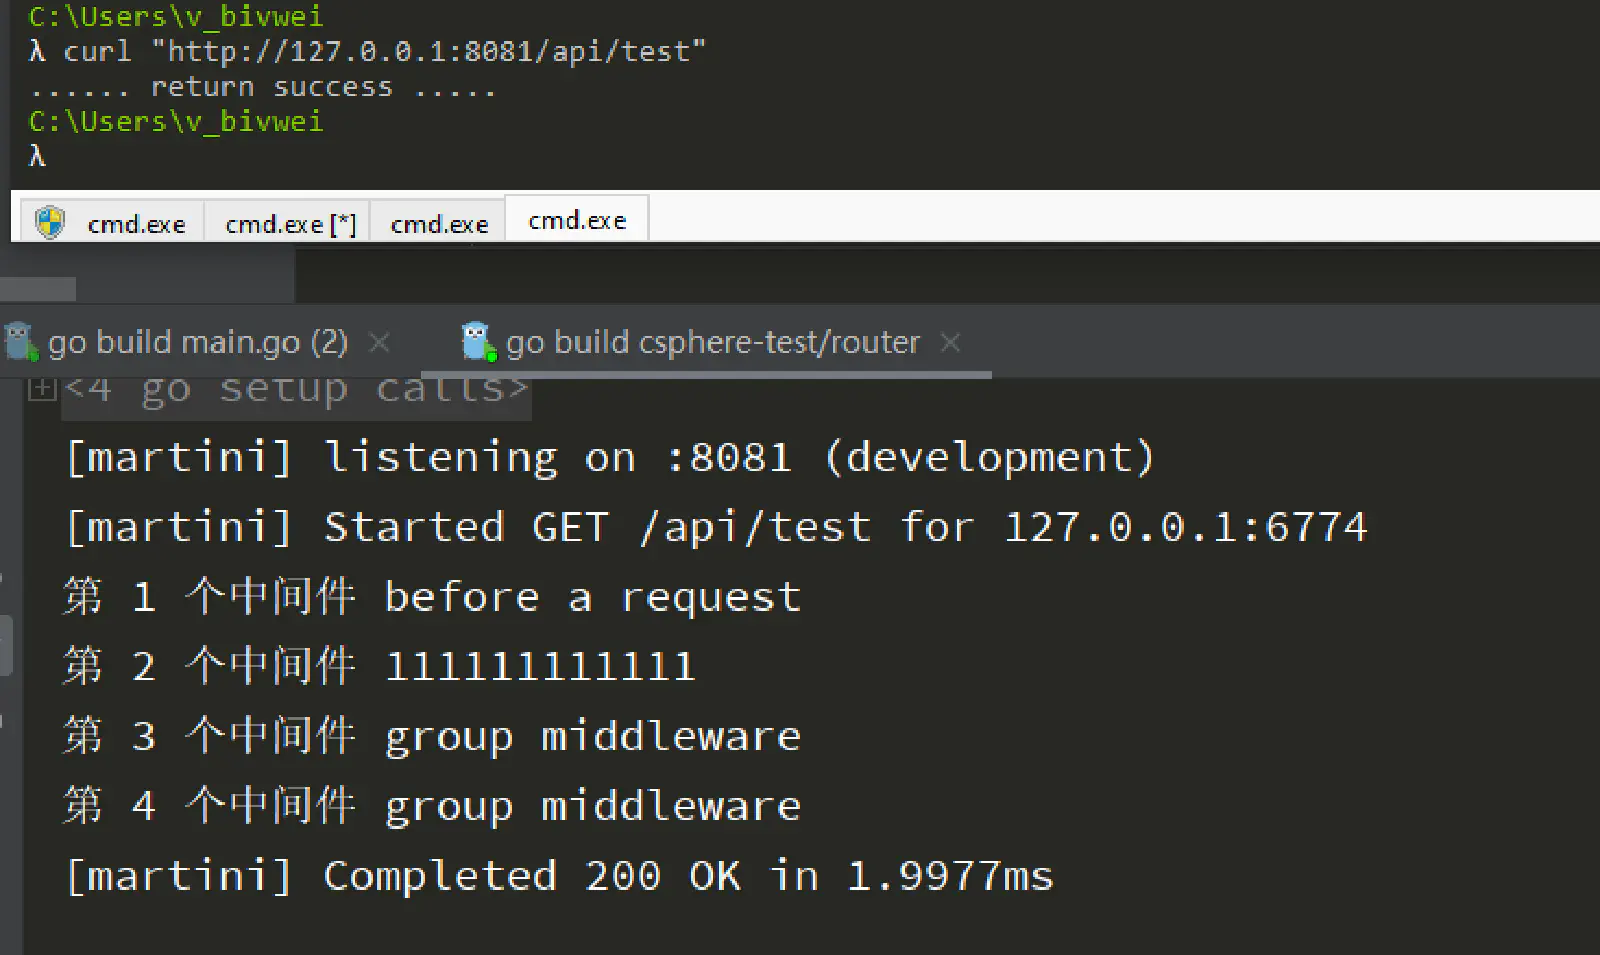 C:\Users\v_bivwei
λ curl "http://127.0.0.1:8081/api/test"
...... return success .....
C:\Users\v_bivwei
λ
cmd.exe cmd.exe [*] cmd.exe cmd.exe
go build main.go (2) × go build csphere-test/router ×
<4 go setup calls>
[martini] listening on :8081 (development)
[martini] Started GET /api/test for 127.0.0.1:6774
第 1 个中间件 before a request
第 2 个中间件 111111111111
第 3 个中间件 group middleware
第 4 个中间件 group middleware
[martini] Completed 200 OK in 1.9977ms